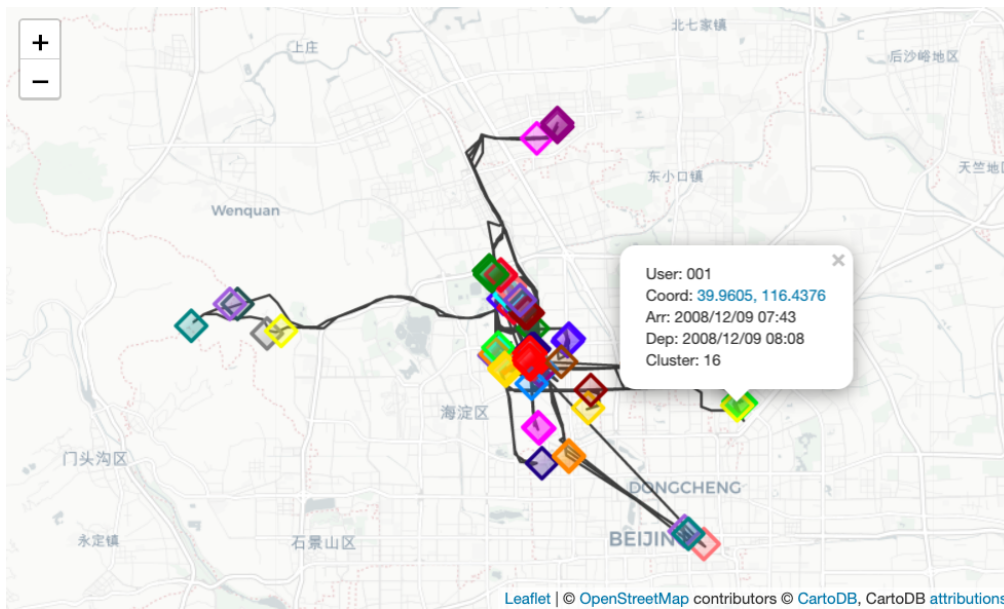 +
−
上庄
北七家镇
后沙峪地区
天竺地区
东小口镇
Wenquan
×
User: 001
Coord: 39.9605, 116.4376
Arr: 2008/12/09 07:43
Dep: 2008/12/09 08:08
Cluster: 16
海淀区
门头沟区
DONGCHENG
BEIJIN
永定镇
石景山区
Leaflet | © OpenStreetMap contributors © CartoDB, CartoDB attributions